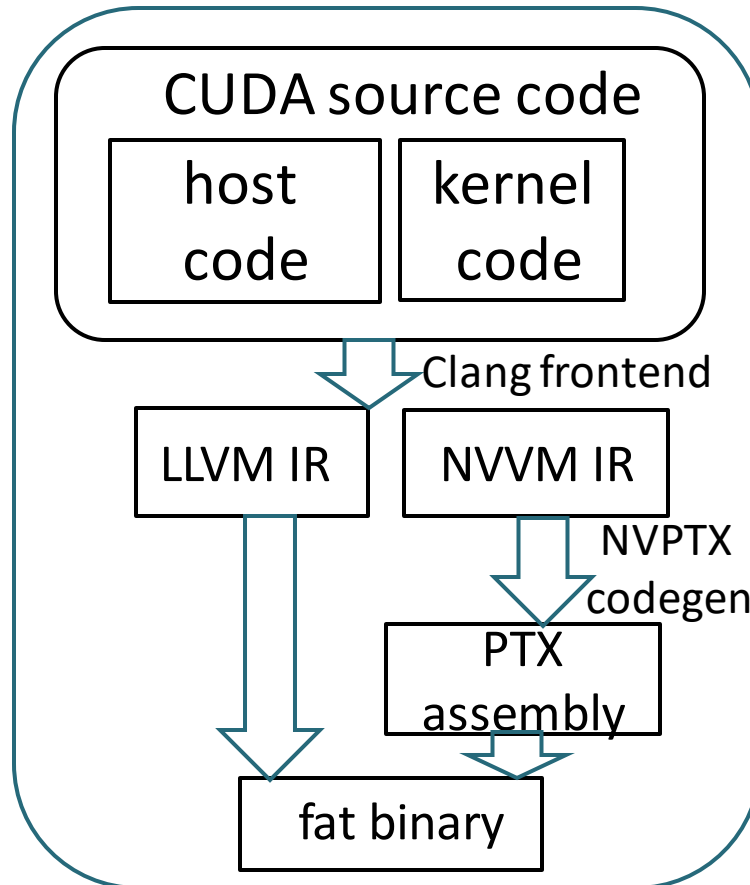 CUDA source code
host
code
kernel
code
Clang frontend
LLVM IR
NVVM IR
NVPTX
codegen
PTX
assembly
fat binary